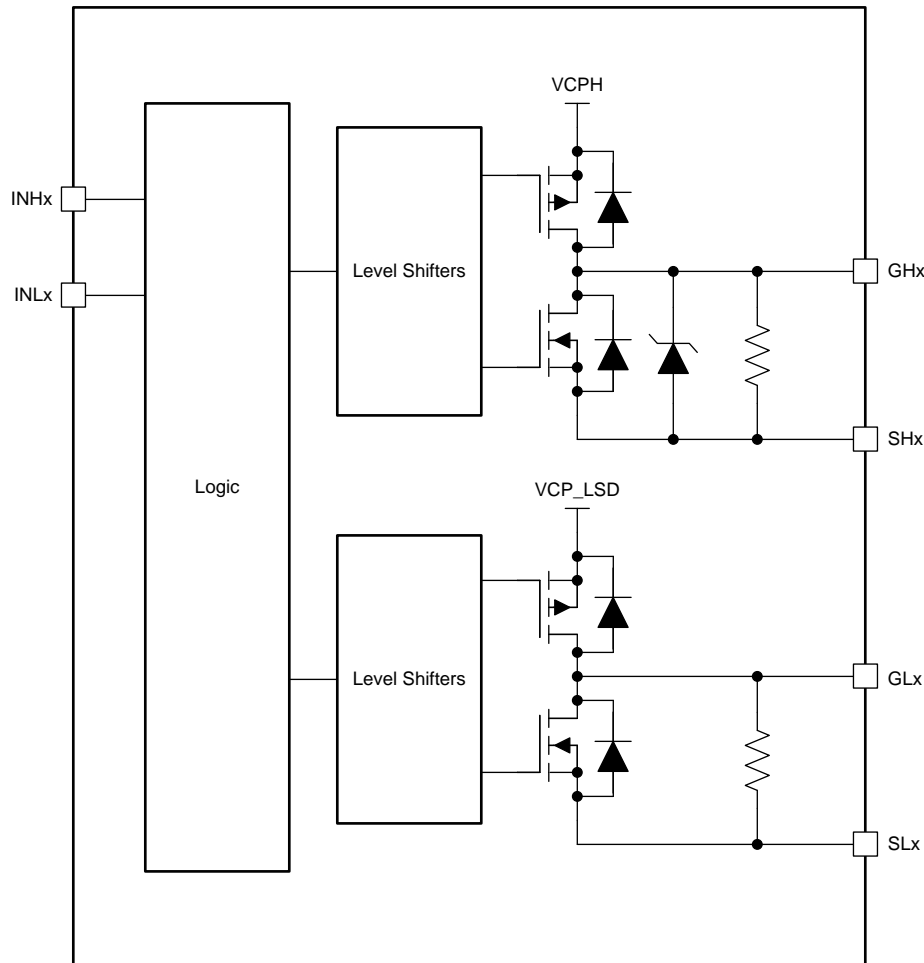 VCPH
INHx
INLx
Level Shifters
GHx
SHx
Logic
VCP_LSD
Level Shifters
GLx
SLx